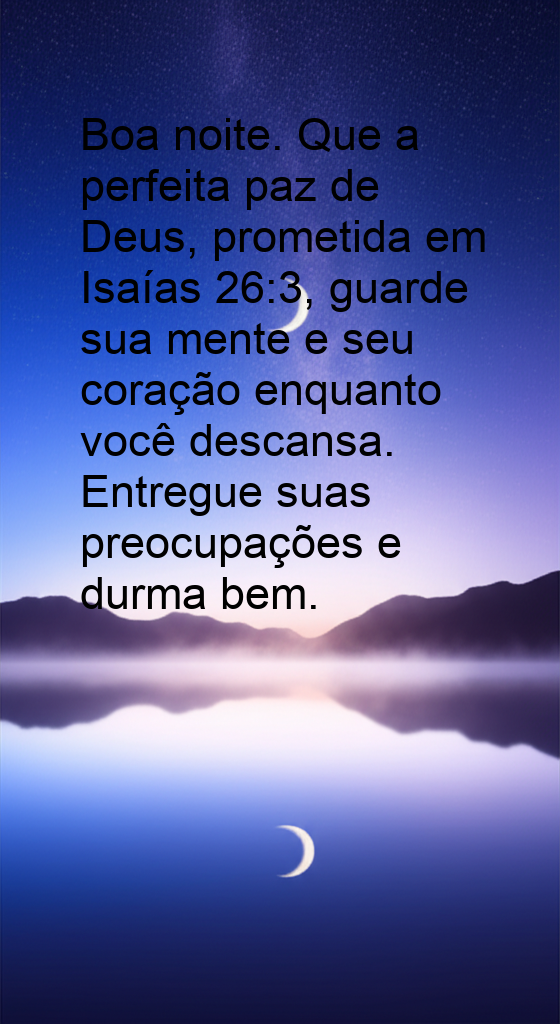 Boa noite. Que a
perfeita paz de
Deus, prometida em
Isaías 26:3, guarde
sua mente e seu
coração enquanto
você descansa.
Entregue suas
preocupações e
durma bem.